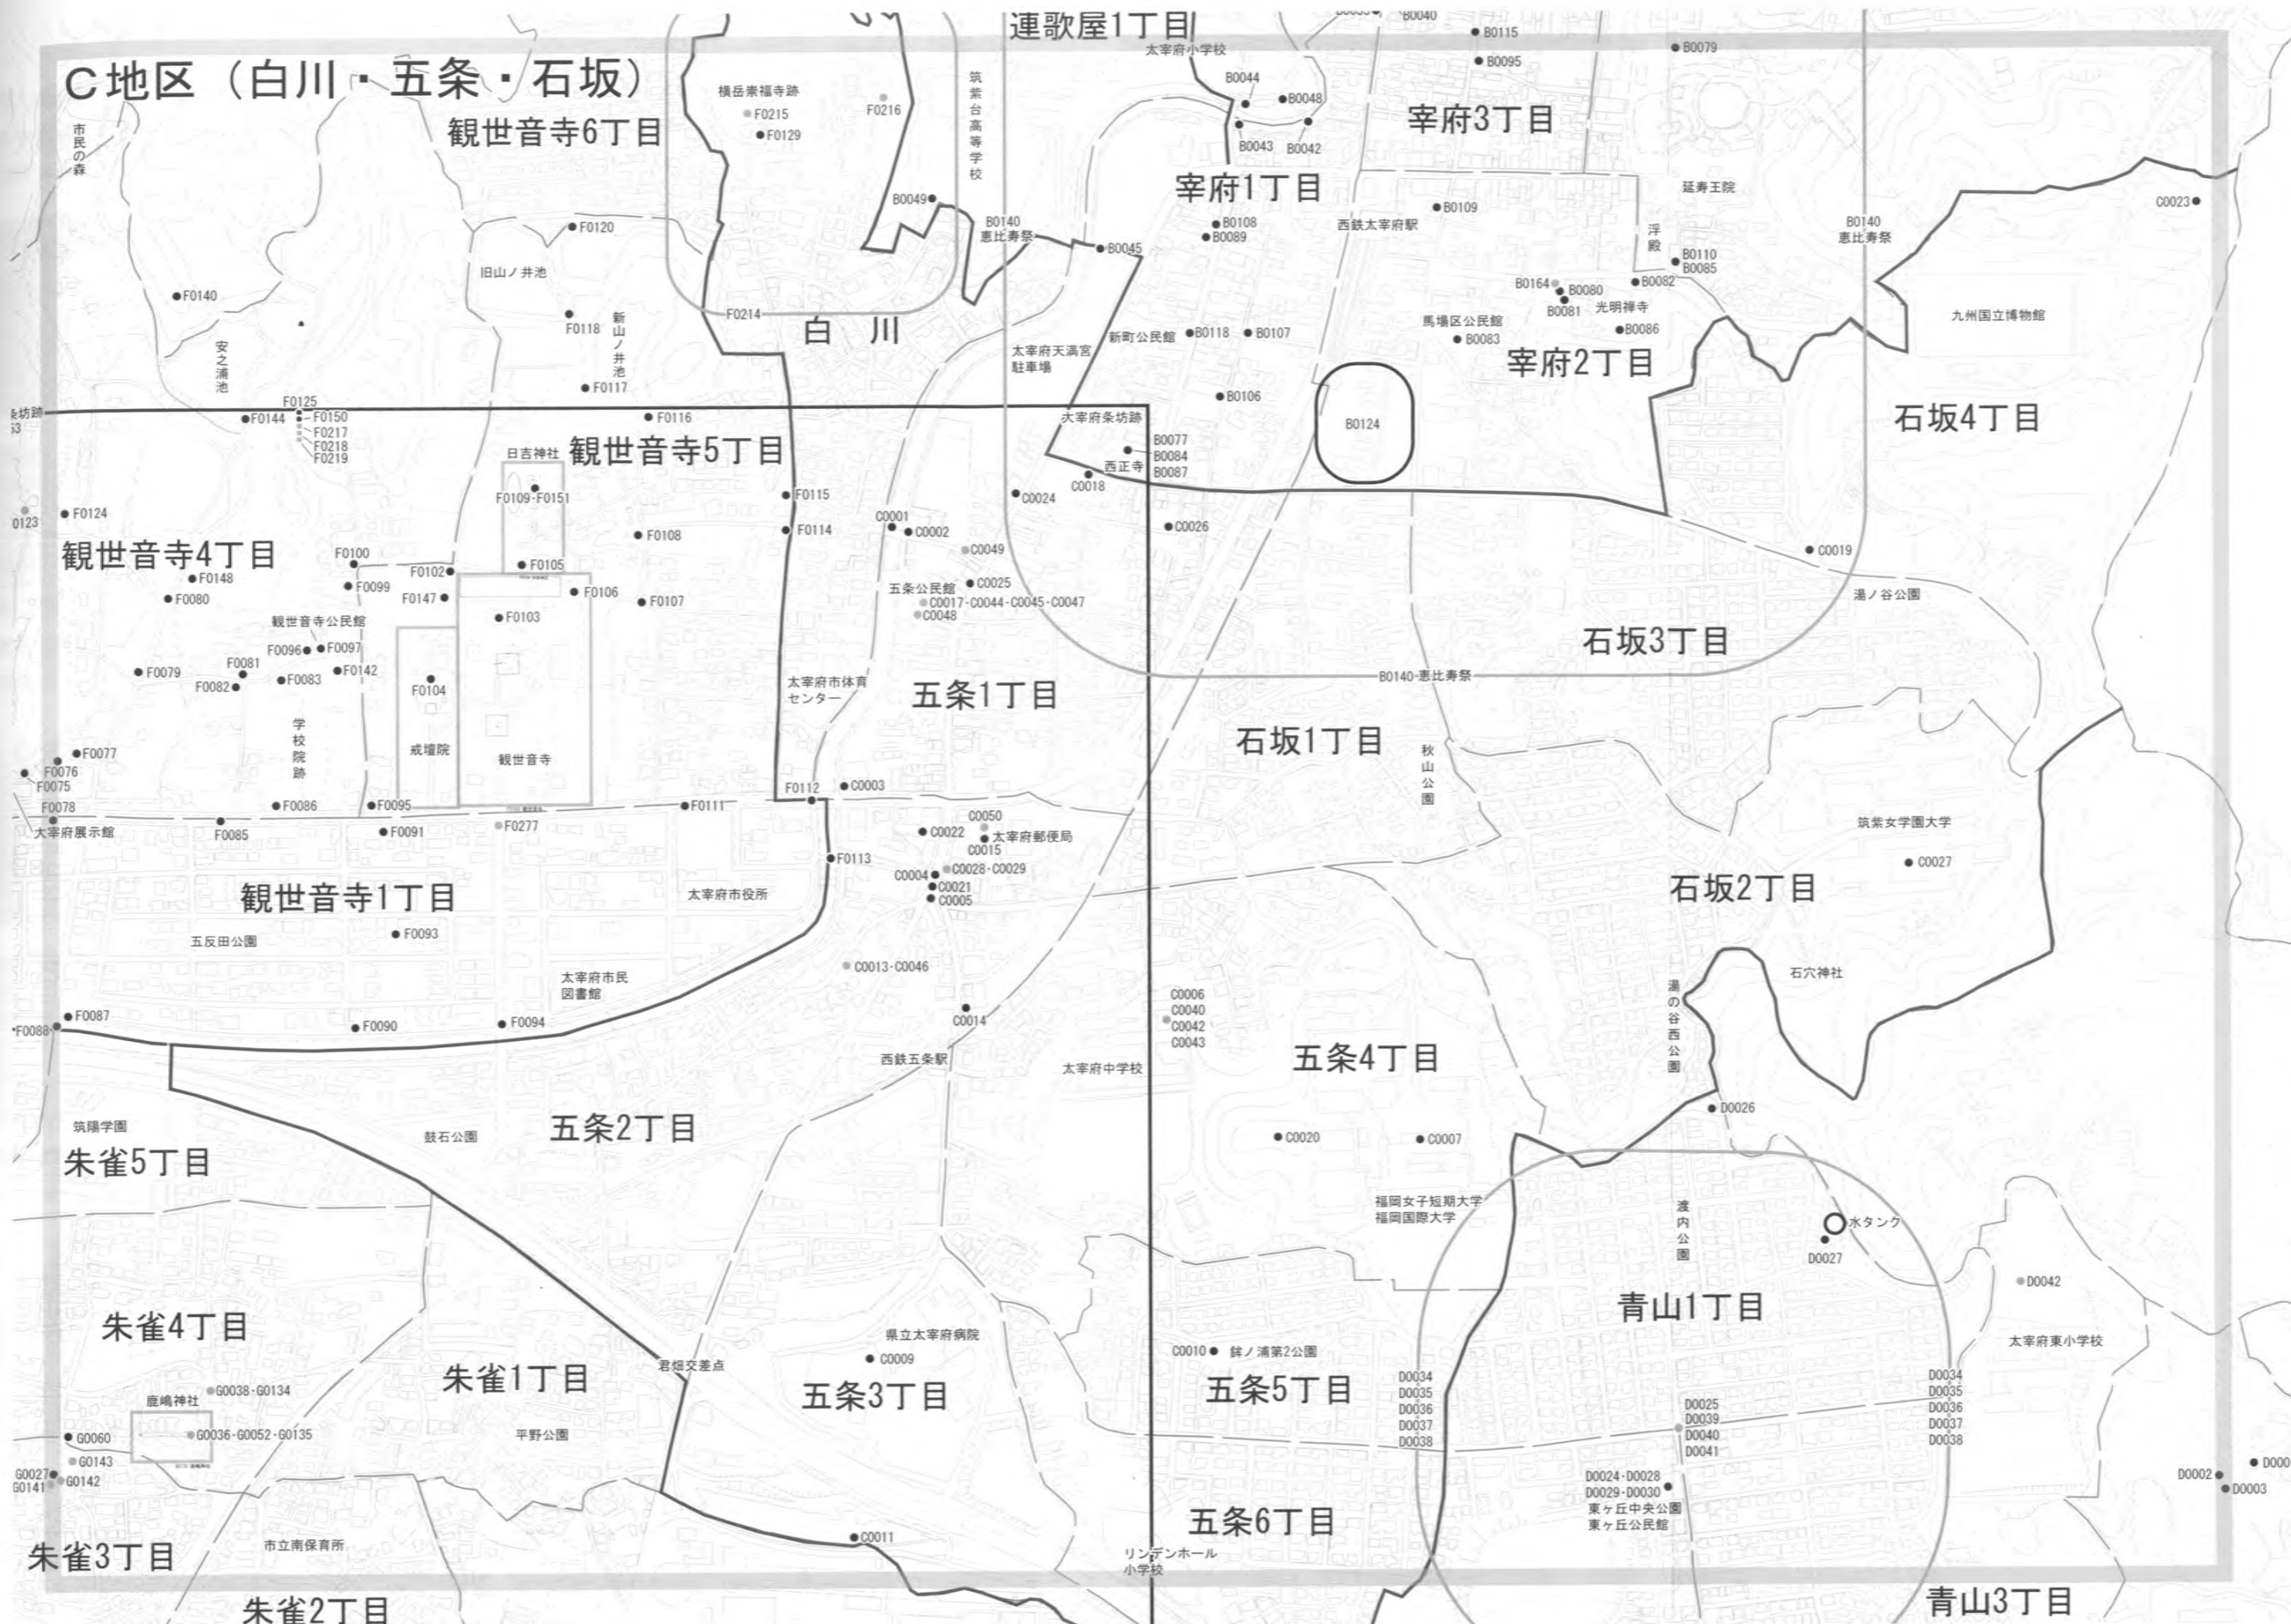 C地区（白川・五条・石坂）
連歌屋1丁目
太宰府小学校
B0040
B0115
B0095
B0079
市民の森
観世音寺6丁目
横岳崇福寺跡
F0215
F0129
F0216
筑紫台高等学校
B0044
B0048
B0043
B0042
宰府3丁目
宰府1丁目
延寿王院
C0023
B0049
B0140
恵比寿祭
B0045
B0108
B0089
西鉄太宰府駅
B0109
浮殿
B0110
B0085
B0140
恵比寿祭
F0120
旧山ノ井池
F0140
F0118
新山ノ井池
F0214
白川
B0164
B0080
B0081
B0082
光明禅寺
B0086
馬場区公民館
B0083
九州国立博物館
安之浦池
太宰府天満宮
駐車場
新町公民館
B0118
B0107
宰府2丁目
F0117
B0106
B0124
石坂4丁目
条坊跡
F0125
F0144
F0150
F0217
F0218
F0219
F0116
観世音寺5丁目
大宰府条坊跡
B0077
B0084
B0087
西正寺
C0018
日吉神社
F0109-F0151
F0115
C0024
0123
F0124
F0114
C0001
C0002
C0026
観世音寺4丁目
F0108
C0049
C0019
F0100
F0148
F0080
F0099
F0102
F0147
F0105
F0106
F0107
F0103
五条公民館
C0025
C0017-C0044-C0045-C0047
C0048
湯ノ谷公園
観世音寺公民館
F0096
F0097
石坂3丁目
F0079
F0081
F0082
F0083
F0142
F0104
B0140-恵比寿祭
太宰府市体育
センター
五条1丁目
学校院跡
戒壇院
観世音寺
石坂1丁目
秋山公園
F0077
F0076
F0075
F0078
大宰府展示館
F0086
F0085
F0095
F0091
F0277
F0111
F0112
C0003
C0022
C0050
太宰府郵便局
C0015
筑紫女学園大学
C0027
F0113
C0004
C0028-C0029
C0021
C0005
観世音寺1丁目
太宰府市役所
石坂2丁目
五反田公園
F0093
太宰府市民
図書館
C0013-C0046
石穴神社
湯の谷西公園
F0087
F0088
F0090
F0094
C0014
C0006
C0040
C0042
C0043
西鉄五条駅
太宰府中学校
五条4丁目
筑陽学園
朱雀5丁目
鼓石公園
五条2丁目
D0026
C0020
C0007
福岡女子短期大学
福岡国際大学
渡内公園
水タンク
D0027
D0042
朱雀4丁目
青山1丁目
太宰府東小学校
県立太宰府病院
C0009
君畑交差点
C0010
鉾ノ浦第2公園
朱雀1丁目
五条3丁目
五条5丁目
鹿嶋神社
G0038-G0134
G0036-G0052-G0135
G0060
G0143
G0027
G0141
G0142
平野公園
D0034
D0035
D0036
D0037
D0038
D0025
D0039
D0040
D0041
D0034
D0035
D0036
D0037
D0038
D0024-D0028
D0029-D0030
東ヶ丘中央公園
東ヶ丘公民館
D0002
D0003
D000
五条6丁目
C0011
市立南保育所
朱雀3丁目
リンデンホール
小学校
朱雀2丁目
青山3丁目